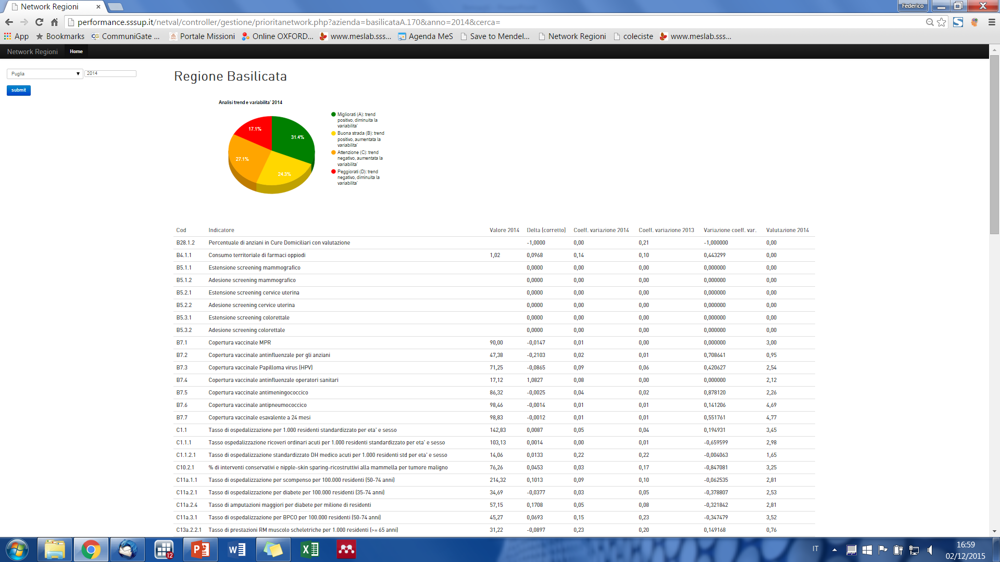 Network Regioni
Federico
performance.sssup.it/netval/controller/gestione/prioritanetwork.php?azienda=basilicataA.170&anno=2014&cerca=
App Bookmarks CommuniGate ... Portale Missioni Online OXFORD... www.meslab.sss... Agenda MeS Save to Mendel... Network Regioni coleciste www.meslab.sss...
Network Regioni Home
Puglia 2014
submit
Regione Basilicata
Analisi trend e variabilita' 2014
17.1%
31.4%
27.1%
24.3%
Migliorati (A): trend
positivo, diminuita la
variabilita'
Buona strada (B): trend
positivo, aumentata la
variabilita'
Attenzione (C): trend
negativo, aumentata la
variabilita'
Peggiorati (D): trend
negativo, diminuita la
variabilita'
Cod Indicatore Valore 2014 Delta (corretto) Coeff. variazione 2014 Coeff. variazione 2013 Variazione coeff. var. Valutazione 2014
B28.1.2 Percentuale di anziani in Cure Domiciliari con valutazione -1,0000 0,00 0,21 -1,000000 0,00
B4.1.1 Consumo territoriale di farmaci oppiodi 1,02 0,0968 0,14 0,10 0,443299 0,00
B5.1.1 Estensione screening mammografico 0,0000 0,00 0,00 0,000000 0,00
B5.1.2 Adesione screening mammografico 0,0000 0,00 0,00 0,000000 0,00
B5.2.1 Estensione screening cervice uterina 0,0000 0,00 0,00 0,000000 0,00
B5.2.2 Adesione screening cervice uterina 0,0000 0,00 0,00 0,000000 0,00
B5.3.1 Estensione screening colorettale 0,0000 0,00 0,00 0,000000 0,00
B5.3.2 Adesione screening colorettale 0,0000 0,00 0,00 0,000000 0,00
B7.1 Copertura vaccinale MPR 90,00 -0,0147 0,01 0,00 0,000000 3,00
B7.2 Copertura vaccinale antinfluenzale per gli anziani 47,38 -0,2103 0,02 0,01 0,708641 0,95
B7.3 Copertura vaccinale Papilloma virus (HPV) 71,25 -0,0865 0,09 0,06 0,420627 2,54
B7.4 Copertura vaccinale antinfluenzale operatori sanitari 17,12 1,0827 0,08 0,00 0,000000 2,12
B7.5 Copertura vaccinale antimeningococcico 86,32 -0,0025 0,04 0,02 0,878120 2,26
B7.6 Copertura vaccinale antipneumococcico 98,46 -0,0014 0,01 0,01 0,141206 4,69
B7.7 Copertura vaccinale esavalente a 24 mesi 98,83 -0,0012 0,01 0,01 0,551761 4,77
C1.1 Tasso di ospedalizzazione per 1.000 residenti standardizzato per eta' e sesso 142,83 0,0087 0,05 0,04 0,194931 3,45
C1.1.1 Tasso ospedalizzazione ricoveri ordinari acuti per 1.000 residenti standardizzato per eta' e sesso 103,13 0,0014 0,00 0,01 -0,659599 2,98
C1.1.2.1 Tasso di ospedalizzazione standardizzato DH medico acuti per 1.000 residenti std per eta' e sesso 14,06 0,0133 0,22 0,22 -0,004063 1,65
C10.2.1 % di interventi conservativi e nipple-skin sparing-ricostruttivi alla mammella per tumore maligno 76,26 0,0453 0,03 0,17 -0,847081 3,25
C11a.1.1 Tasso di ospedalizzazione per scompenso per 100.000 residenti (50-74 anni) 214,32 0,1013 0,09 0,10 -0,062535 2,81
C11a.2.1 Tasso di ospedalizzazione per diabete per 100.000 residenti (35-74 anni) 34,69 -0,0377 0,03 0,05 -0,378807 2,53
C11a.2.4 Tasso di amputazioni maggiori per diabete per milione di residenti 57,15 0,1708 0,05 0,08 -0,321842 2,81
C11a.3.1 Tasso di ospedalizzazione per BPCO per 100.000 residenti (50-74 anni) 45,27 0,0693 0,15 0,23 -0,347479 3,52
C13a.2.2.1 Tasso di prestazioni RM muscolo scheletriche per 1.000 residenti (>= 65 anni) 31,22 -0,0897 0,23 0,20 0,149168 0,76
12
IT
16:59
02/12/2015